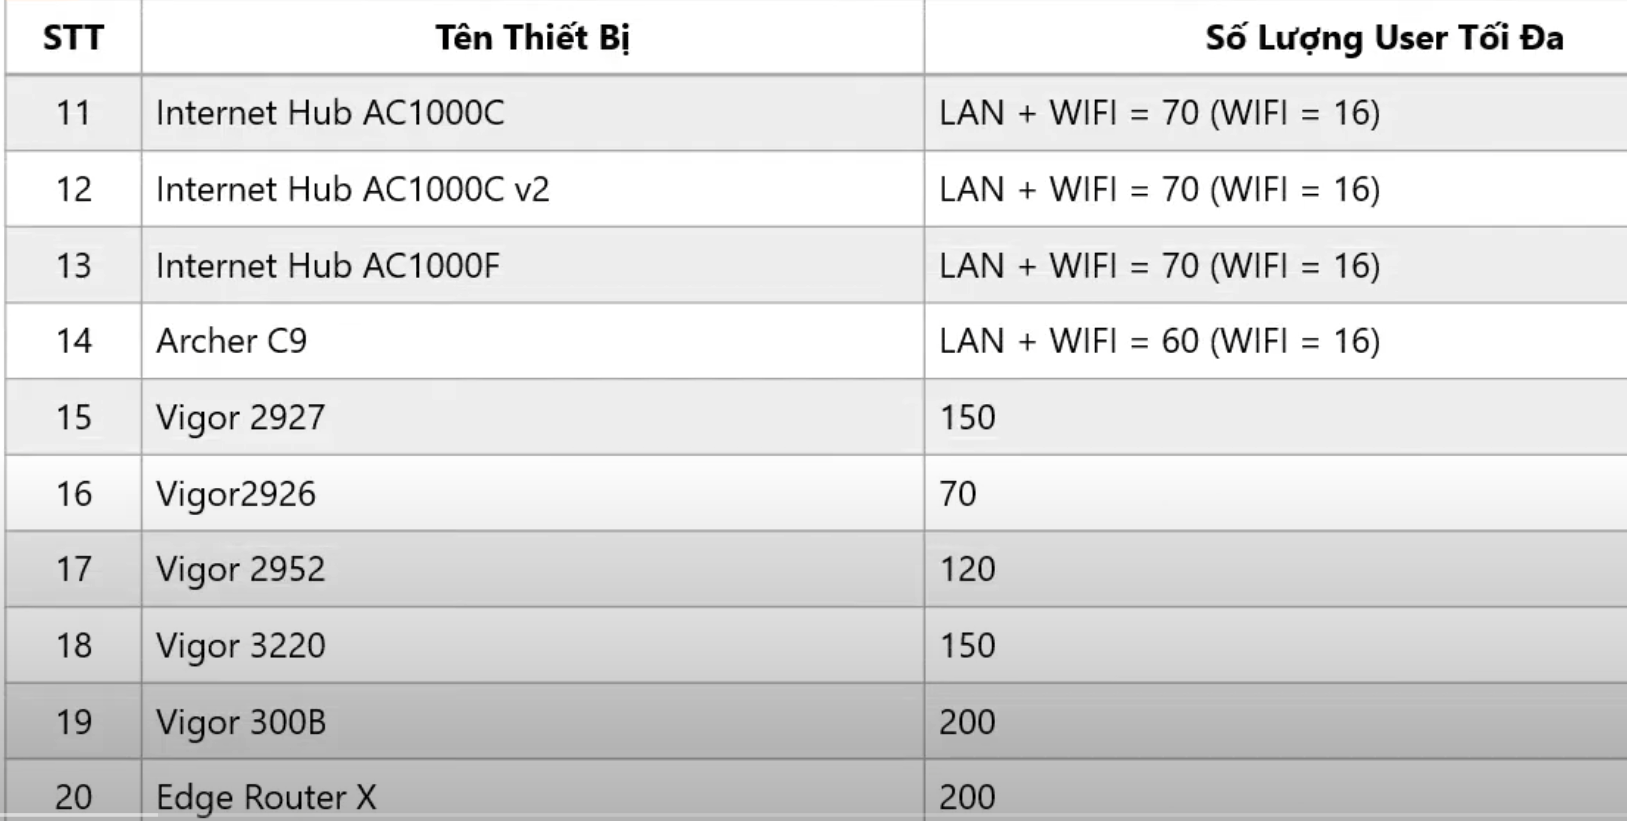 STT Tên Thiết Bị Số Lượng User Tối Đa
11 Internet Hub AC1000C LAN + WIFI = 70 (WIFI = 16)
12 Internet Hub AC1000C v2 LAN + WIFI = 70 (WIFI = 16)
13 Internet Hub AC1000F LAN + WIFI = 70 (WIFI = 16)
14 Archer C9 LAN + WIFI = 60 (WIFI = 16)
15 Vigor 2927 150
16 Vigor2926 70
17 Vigor 2952 120
18 Vigor 3220 150
19 Vigor 300B 200
20 Edge Router X 200